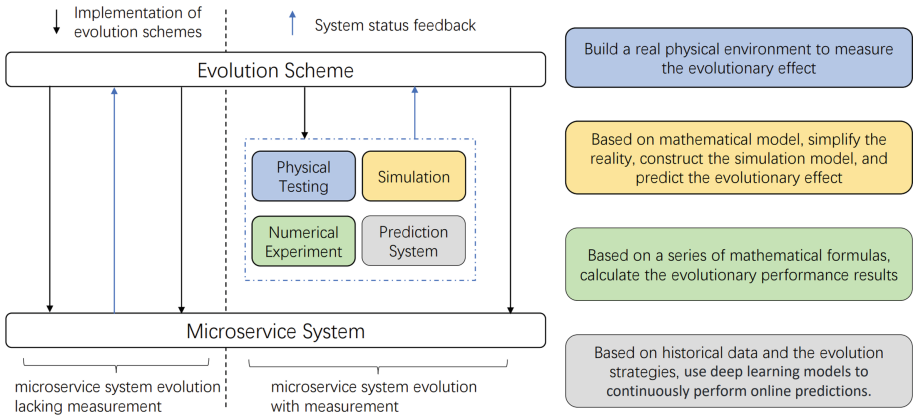 Implementation of
evolution schemes
System status feedback
Evolution Scheme
Physical
Testing
Simulation
Numerical
Experiment
Prediction
System
Microservice System
microservice system evolution
lacking measurement
microservice system evolution
with measurement
Build a real physical environment to measure
the evolutionary effect
Based on mathematical model, simplify the
reality, construct the simulation model, and
predict the evolutionary effect
Based on a series of mathematical formulas,
calculate the evolutionary performance results
Based on historical data and the evolution
strategies, use deep learning models to
continuously perform online predictions.